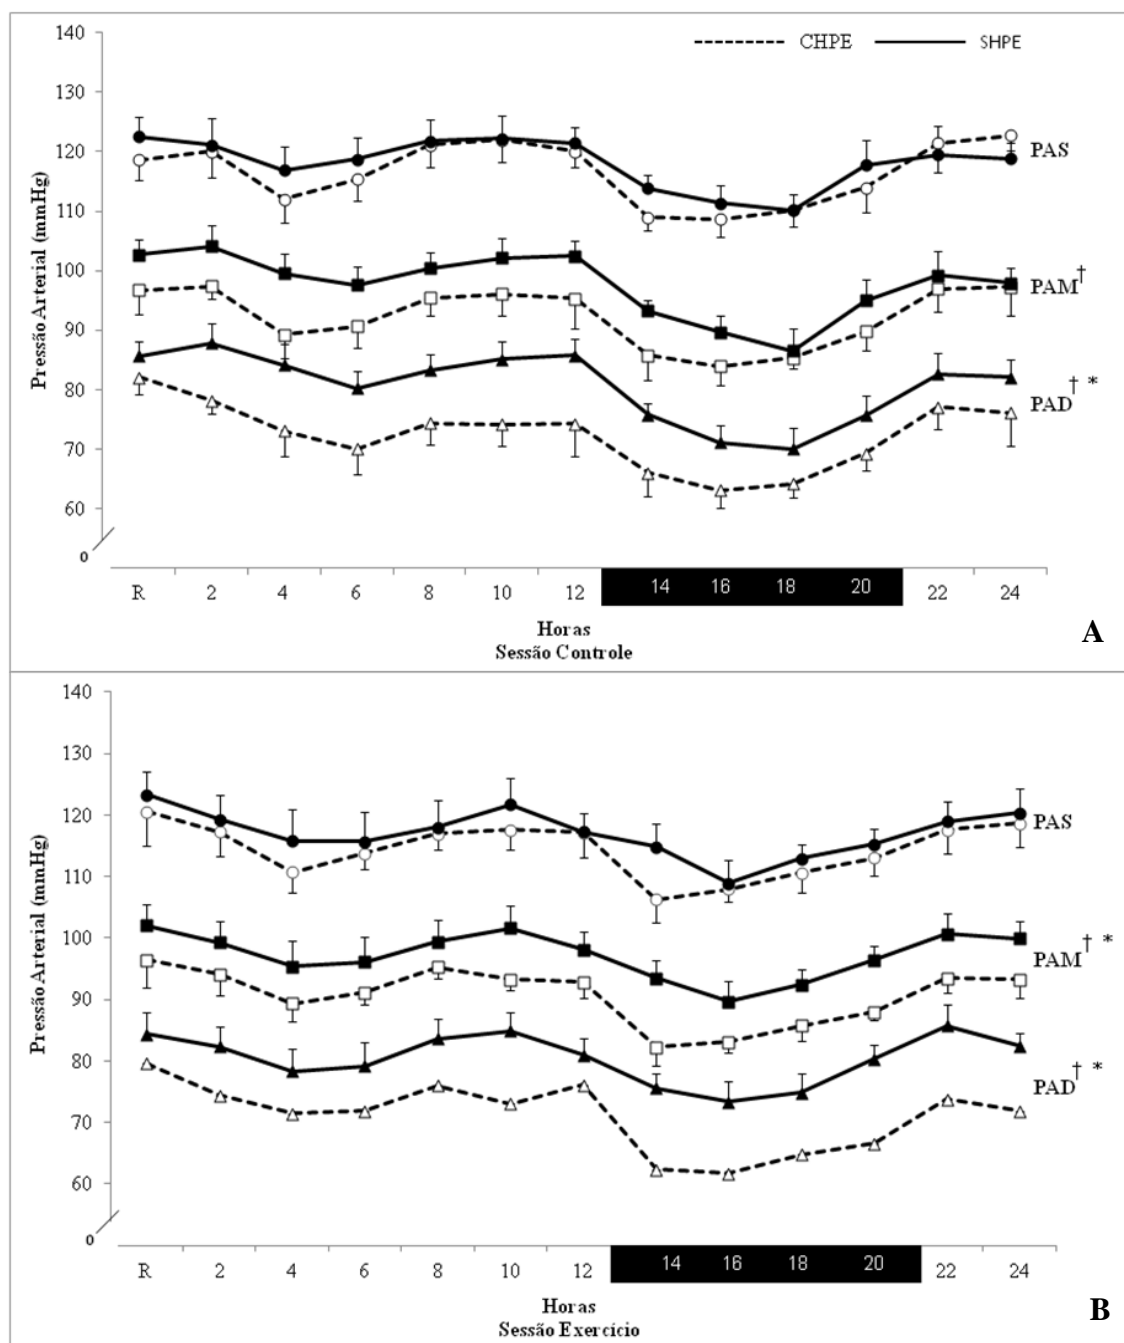 140
CHPE SHPE
130
120
PAS
110
100
PAM†
90
80
PAD† *
70
60
0
Pressão Arterial (mmHg)
R 2 4 6 8 10 12 14 16 18 20 22 24
Horas
Sessão Controle
A
140
130
120
PAS
110
100
PAM† *
90
80
PAD† *
70
60
0
Pressão Arterial (mmHg)
R 2 4 6 8 10 12 14 16 18 20 22 24
Horas
Sessão Exercício
B